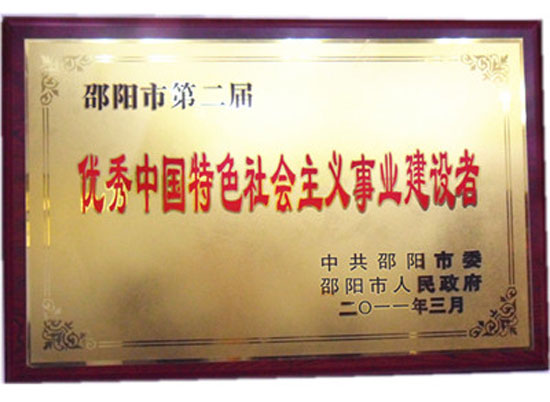 邵阳市第二届
优秀中国特色社会主义事业建设者
中共邵阳市委
邵阳市人民政府
二〇一一年三月